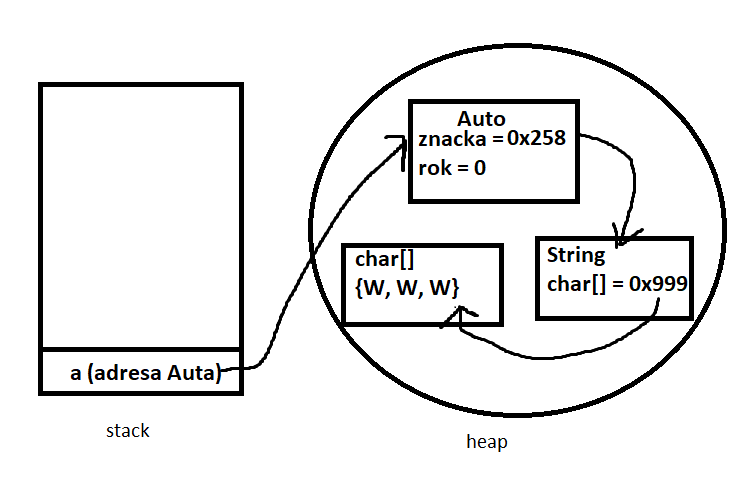 Auto
znacka = 0x258
rok = 0
char[]
{W, W, W}
String
char[] = 0x999
a (adresa Auta)
stack
heap